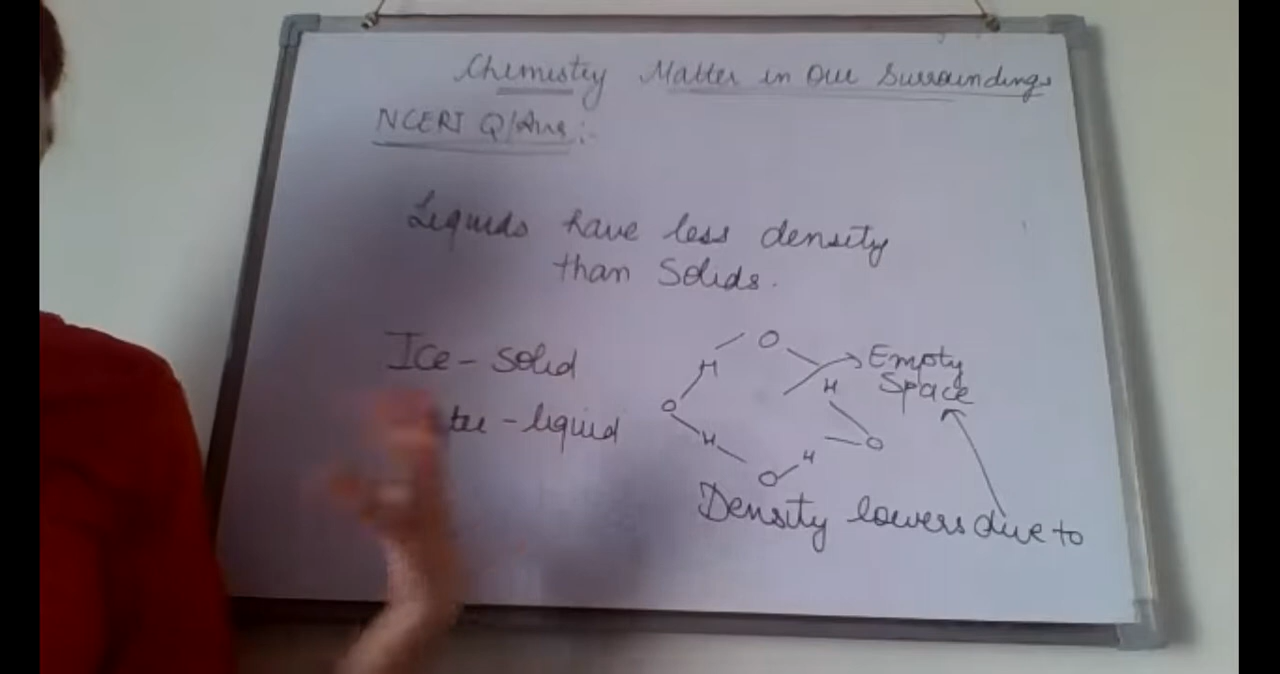 Chemistry Matter in Our Surroundings
NCERT Q/Ans :-
Liquids have less density
than Solids.
Ice - solid
- liquid
O
H
O
H
O
H
O
H
Empty
Space
Density lowers due to